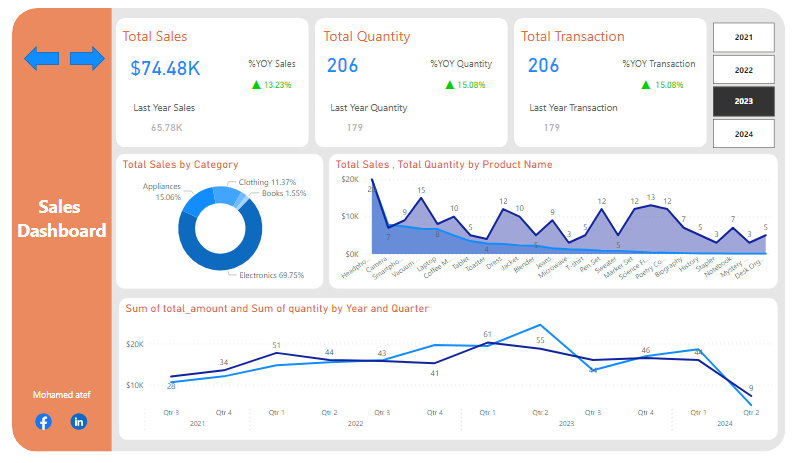 Sales
Dashboard
Mohamed atef
in
Total Sales
$74.48K
%YOY Sales
13.23%
Last Year Sales
65.78K
Total Quantity
206
%YOY Quantity
15.08%
Last Year Quantity
179
Total Transaction
206
%YOY Transaction
15.08%
Last Year Transaction
179
2021
2022
2023
2024
Total Sales by Category
Clothing 11.37%
Books 1.55%
Appliances
15.06%
Electronics 69.75%
Total Sales , Total Quantity by Product Name
$20K
$10K
$0K
7 9 15 8 10 5 4 12 10 5 9 3 5 12 5 12 13 12 7 5 3 7 3 5
Headpho... Camera Smartpho... Vacuum ... Laptop Coffee M... Tablet Toaster Dress Jacket Blender Jeans Microwave T-shirt Pen Set Sweater Marker Set Science Fi... Poetry Co... Biography History Stapler Notebook Mystery ... Desk Org...
Sum of total_amount and Sum of quantity by Year and Quarter
$20K
$10K
28 34 51 44 43 41 61 55 44 46 44 9
Qtr 3 Qtr 4 Qtr 1 Qtr 2 Qtr 3 Qtr 4 Qtr 1 Qtr 2 Qtr 3 Qtr 4 Qtr 1 Qtr 2
2021 2022 2023 2024